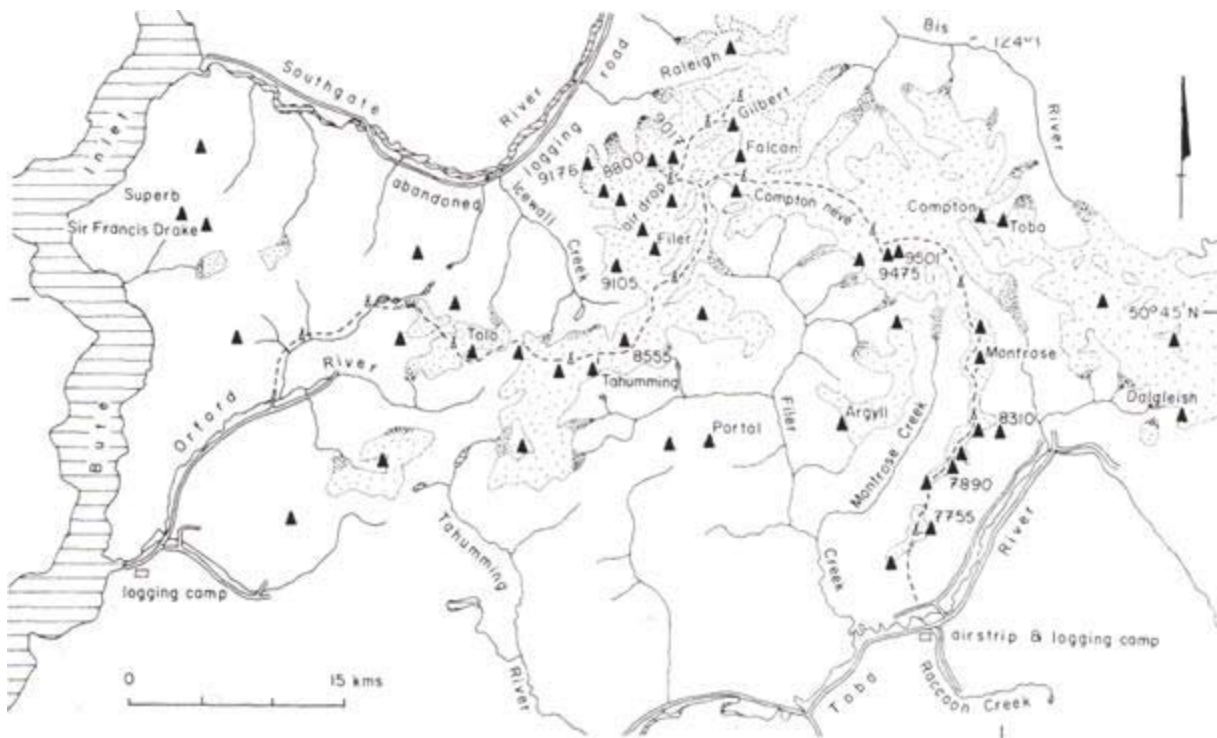 Bis
124°
Raleigh
Southgate
River
road
logging
abandoned
Inlet
Gilbert
River
9017
Falcon
8800
9176
Icewall
Creek
air drop
Compton neve
Superb
Sir Francis Drake
Compton
Toba
Filer
9501
9475
9105
50°45'N
Talo
8555
Montrose
River
Tahumming
Orford
Bute
Dalgleish
Filer
Argyll
8310
Portal
Montrose Creek
7890
7755
Tahumming
River
Creek
logging camp
airstrip & logging camp
0 15 kms
River
Toba
Raccoon Creek